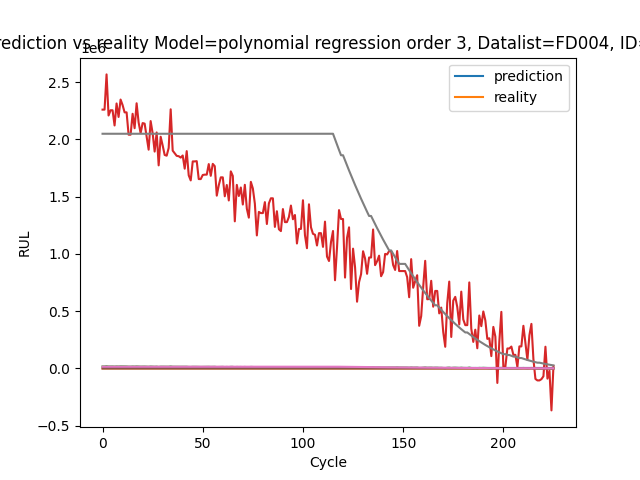 rediction vs reality Model=polynomial regression order 3, Datalist=FD004, ID=
1e6
prediction
reality
2.5
2.0
1.5
1.0
0.5
0.0
−0.5
RUL
0
50
100
150
200
Cycle